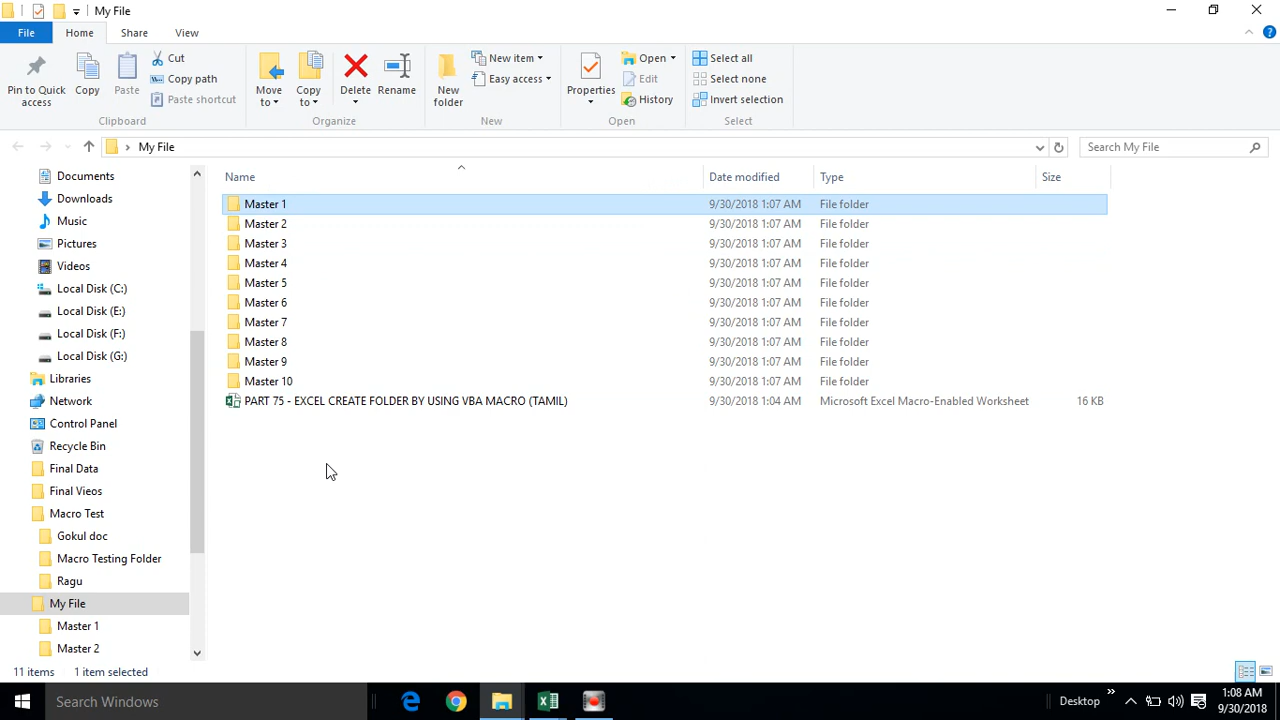 My File
File Home Share View
Pin to Quick access
Copy
Paste
Cut
Copy path
Paste shortcut
Clipboard
Move to
Copy to
Delete
Rename
Organize
New folder
New item
Easy access
New
Properties
Open
Edit
History
Open
Select all
Select none
Invert selection
Select
My File
Search My File
Documents
Downloads
Music
Pictures
Videos
Local Disk (C:)
Local Disk (E:)
Local Disk (F:)
Local Disk (G:)
Libraries
Network
Control Panel
Recycle Bin
Final Data
Final Vieos
Macro Test
Gokul doc
Macro Testing Folder
Ragu
My File
Master 1
Master 2
Name Date modified Type Size
Master 1 9/30/2018 1:07 AM File folder
Master 2 9/30/2018 1:07 AM File folder
Master 3 9/30/2018 1:07 AM File folder
Master 4 9/30/2018 1:07 AM File folder
Master 5 9/30/2018 1:07 AM File folder
Master 6 9/30/2018 1:07 AM File folder
Master 7 9/30/2018 1:07 AM File folder
Master 8 9/30/2018 1:07 AM File folder
Master 9 9/30/2018 1:07 AM File folder
Master 10 9/30/2018 1:07 AM File folder
PART 75 - EXCEL CREATE FOLDER BY USING VBA MACRO (TAMIL) 9/30/2018 1:04 AM Microsoft Excel Macro-Enabled Worksheet 16 KB
11 items 1 item selected
Search Windows
Desktop
1:08 AM
9/30/2018